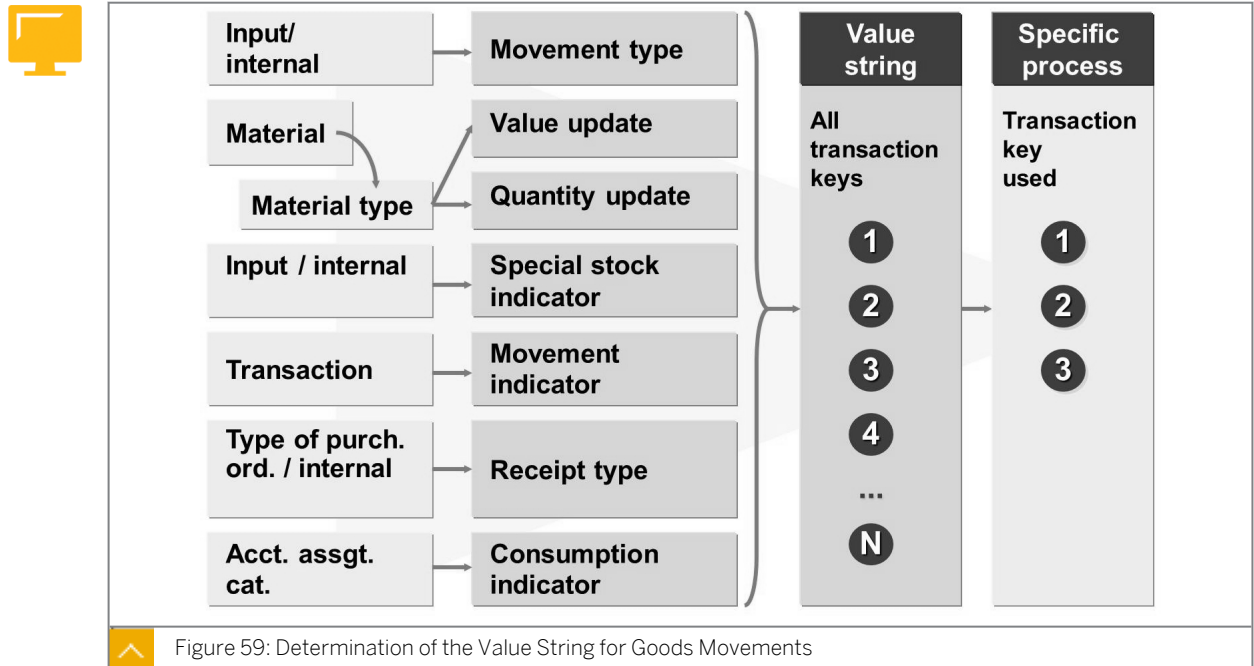 Input/
internal
Movement type
Material
Material type
Value update
Quantity update
Input / internal
Special stock
indicator
Transaction
Movement
indicator
Type of purch.
ord. / internal
Receipt type
Acct. assgt.
cat.
Consumption
indicator
Value
string
All
transaction
keys
1
2
3
4
...
N
Specific
process
Transaction
key
used
1
2
3
Figure 59: Determination of the Value String for Goods Movements